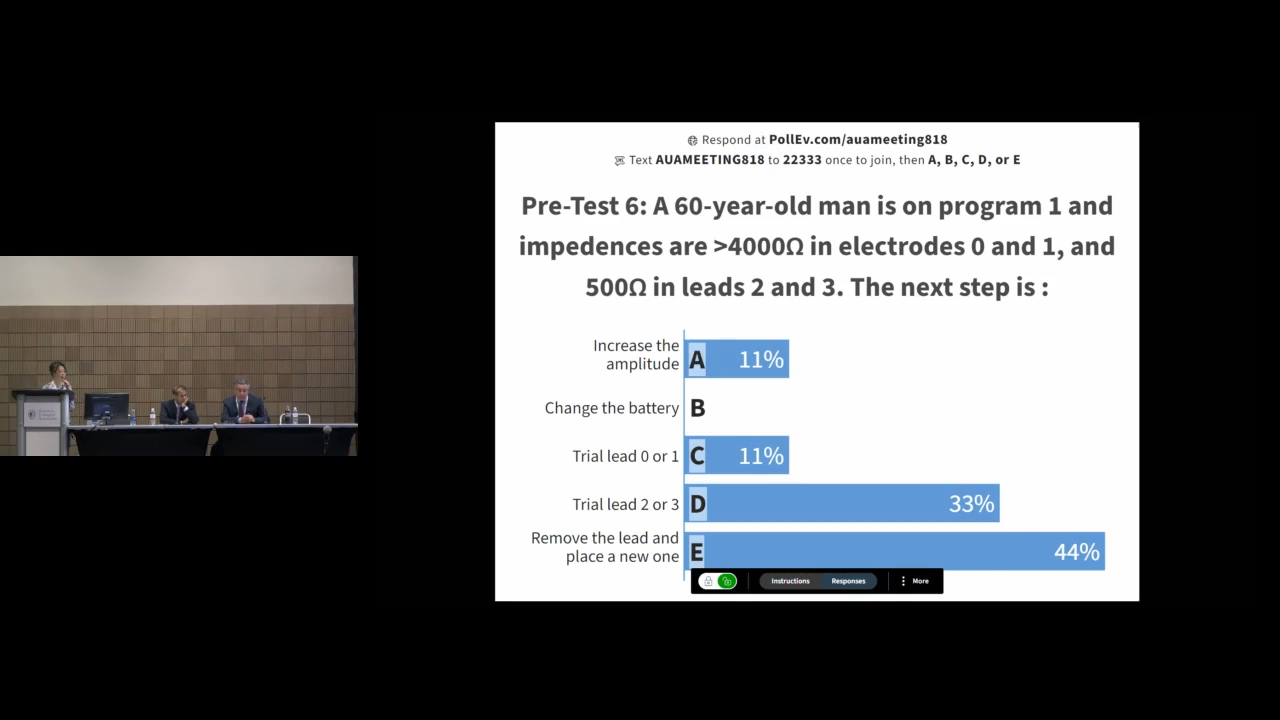 Respond at PollEv.com/auameeting818
Text AUAMEETING818 to 22333 once to join, then A, B, C, D, or E
Pre-Test 6: A 60-year-old man is on program 1 and
impedences are >4000Ω in electrodes 0 and 1, and
500Ω in leads 2 and 3. The next step is :
Increase the
amplitude
A 11%
Change the battery B
Trial lead 0 or 1 C 11%
Trial lead 2 or 3 D 33%
Remove the lead and
place a new one
E 44%
Instructions Responses More